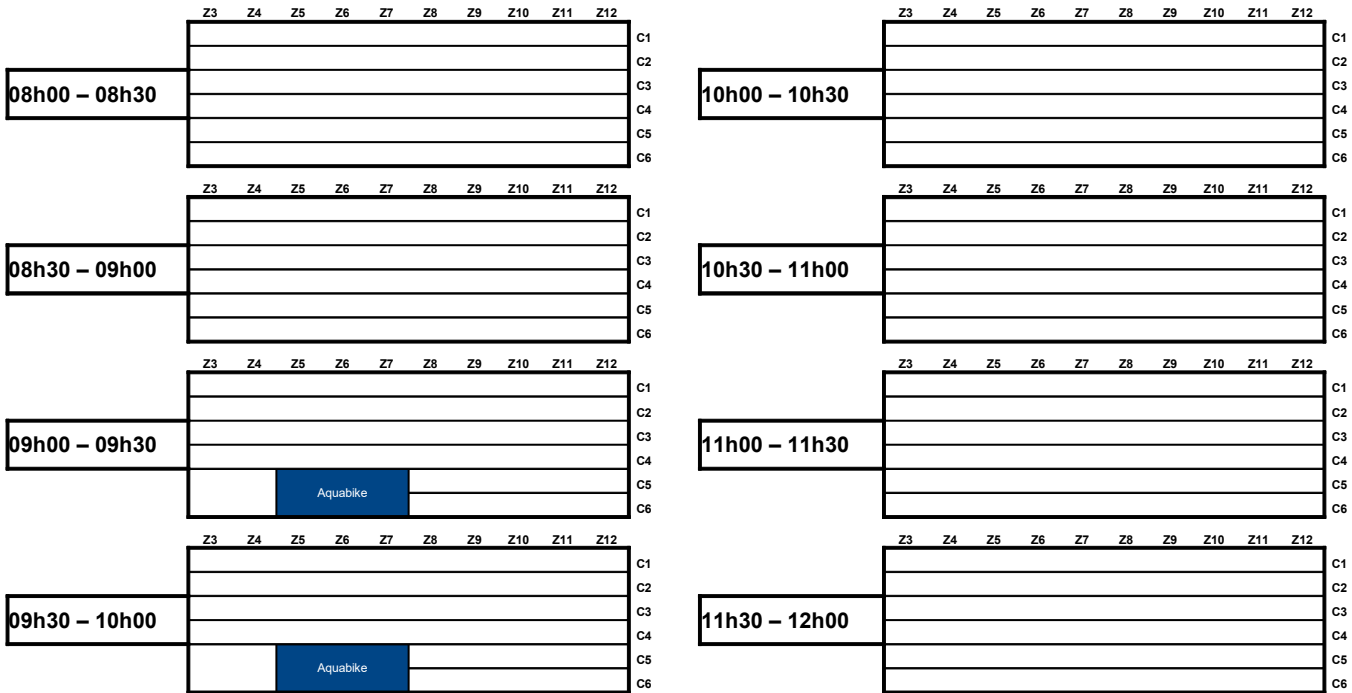 Z3 Z4 Z5 Z6 Z7 Z8 Z9 Z10 Z11 Z12
C1
C2
08h00 – 08h30
C3
C4
C5
C6
Z3 Z4 Z5 Z6 Z7 Z8 Z9 Z10 Z11 Z12
C1
C2
08h30 – 09h00
C3
C4
C5
C6
Z3 Z4 Z5 Z6 Z7 Z8 Z9 Z10 Z11 Z12
C1
C2
09h00 – 09h30
C3
C4
Aquabike
C5
C6
Z3 Z4 Z5 Z6 Z7 Z8 Z9 Z10 Z11 Z12
C1
C2
09h30 – 10h00
C3
C4
Aquabike
C5
C6
Z3 Z4 Z5 Z6 Z7 Z8 Z9 Z10 Z11 Z12
C1
C2
10h00 – 10h30
C3
C4
C5
C6
Z3 Z4 Z5 Z6 Z7 Z8 Z9 Z10 Z11 Z12
C1
C2
10h30 – 11h00
C3
C4
C5
C6
Z3 Z4 Z5 Z6 Z7 Z8 Z9 Z10 Z11 Z12
C1
C2
11h00 – 11h30
C3
C4
C5
C6
Z3 Z4 Z5 Z6 Z7 Z8 Z9 Z10 Z11 Z12
C1
C2
11h30 – 12h00
C3
C4
C5
C6